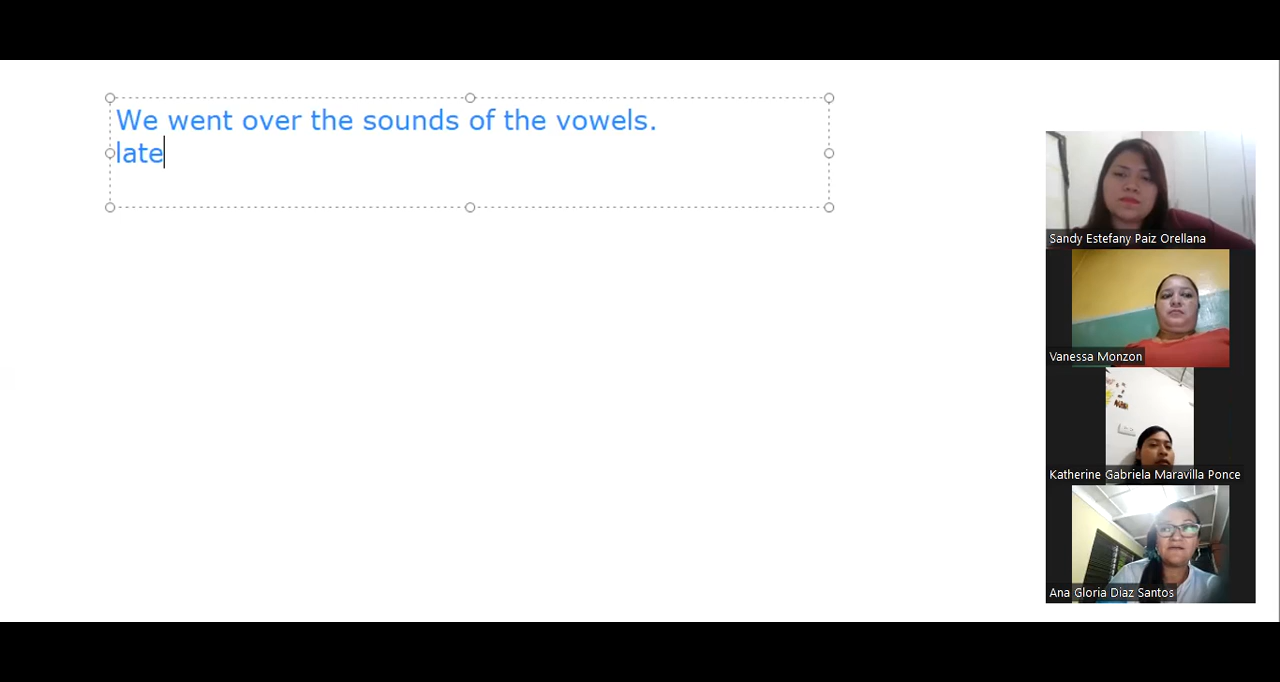 We went over the sounds of the vowels.
late
Sandy Estefany Paiz Orellana
Vanessa Monzon
Katherine Gabriela Maravilla Ponce
Ana Gloria Diaz Santos